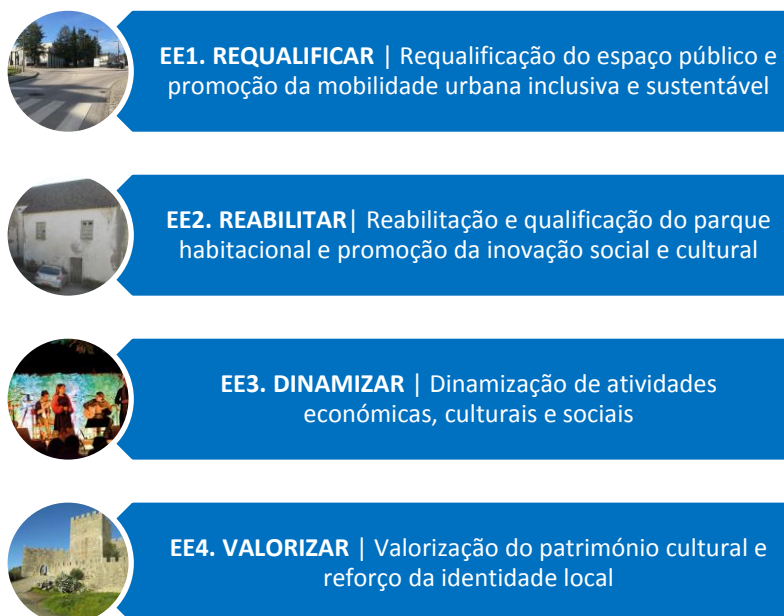 EE1. REQUALIFICAR | Requalificação do espaço público e
promoção da mobilidade urbana inclusiva e sustentável
EE2. REABILITAR| Reabilitação e qualificação do parque
habitacional e promoção da inovação social e cultural
EE3. DINAMIZAR | Dinamização de atividades
económicas, culturais e sociais
EE4. VALORIZAR | Valorização do património cultural e
reforço da identidade local